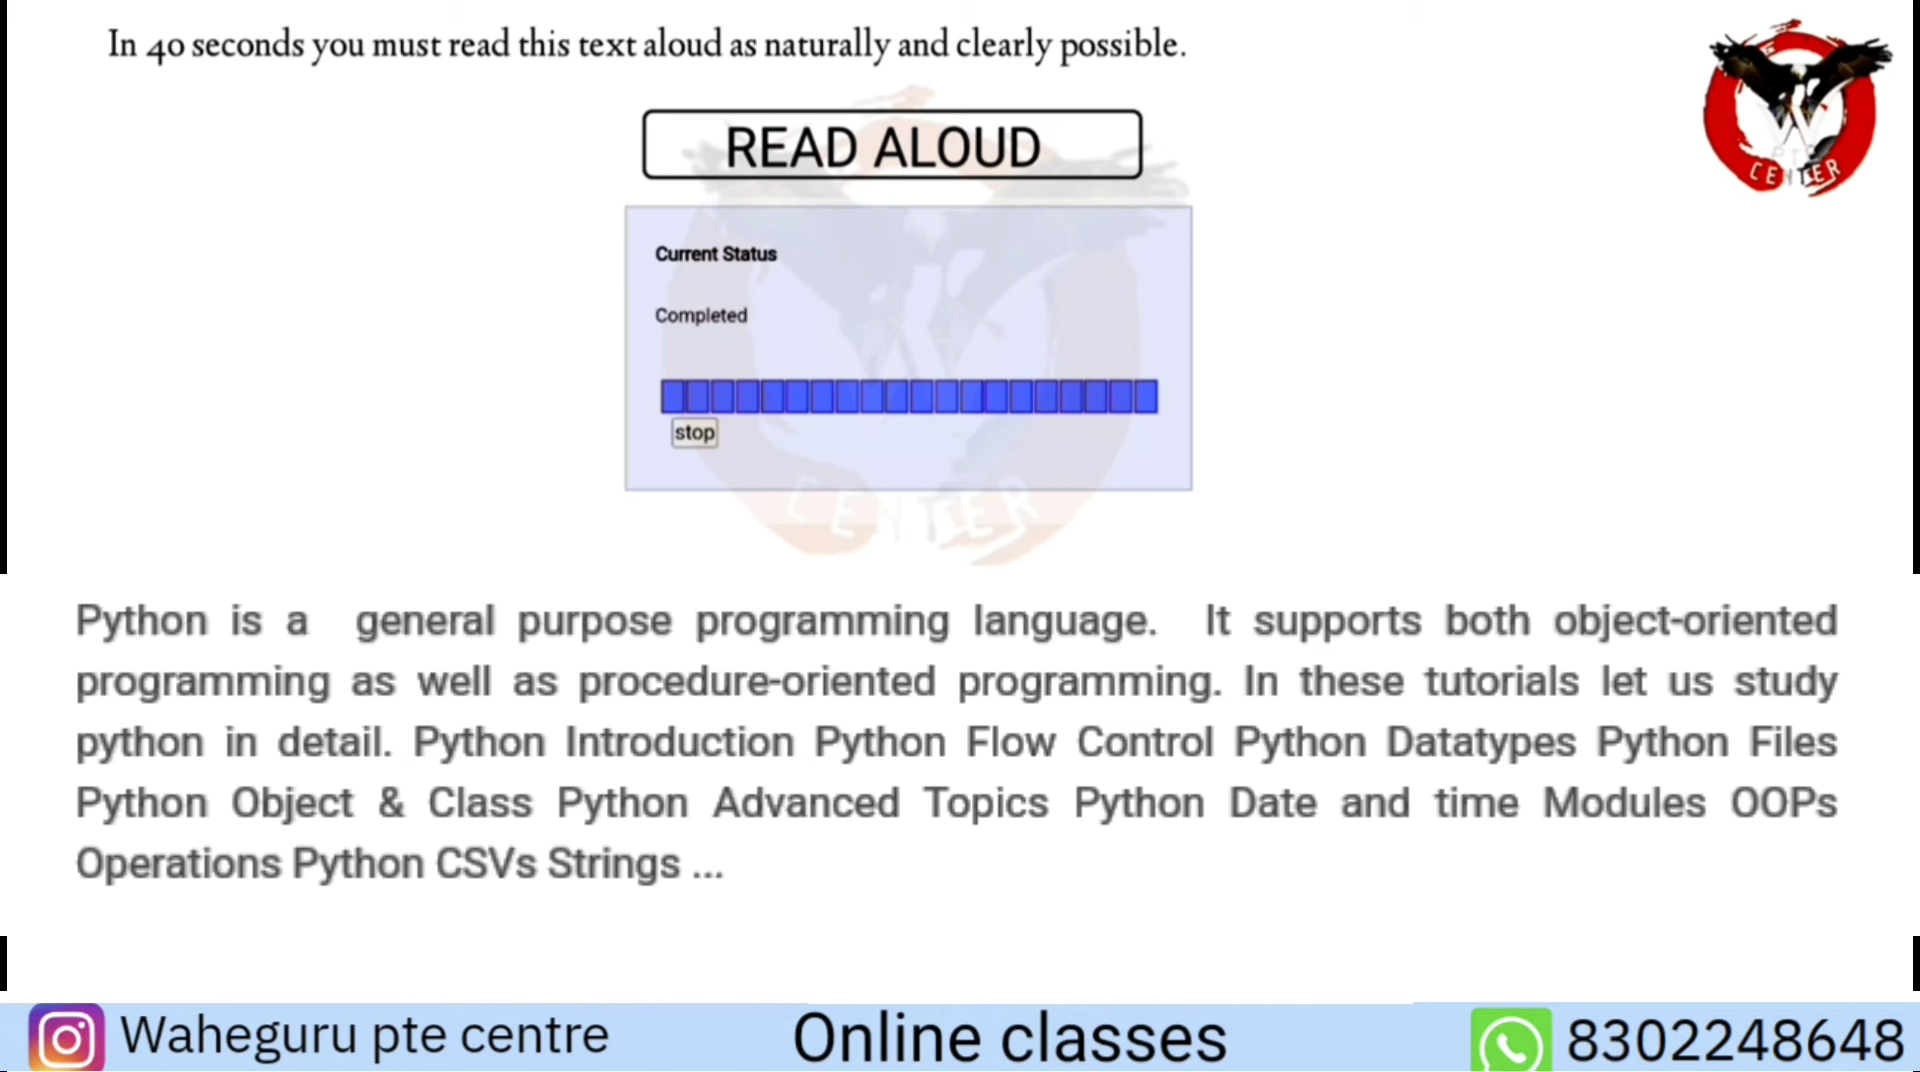 In 40 seconds you must read this text aloud as naturally and clearly possible.
READ ALOUD
Current Status
Completed
stop
W
PTE
CENTER
CENTER
Python is a general purpose programming language. It supports both object-oriented
programming as well as procedure-oriented programming. In these tutorials let us study
python in detail. Python Introduction Python Flow Control Python Datatypes Python Files
Python Object & Class Python Advanced Topics Python Date and time Modules OOPs
Operations Python CSVs Strings ...
Waheguru pte centre
Online classes
8302248648